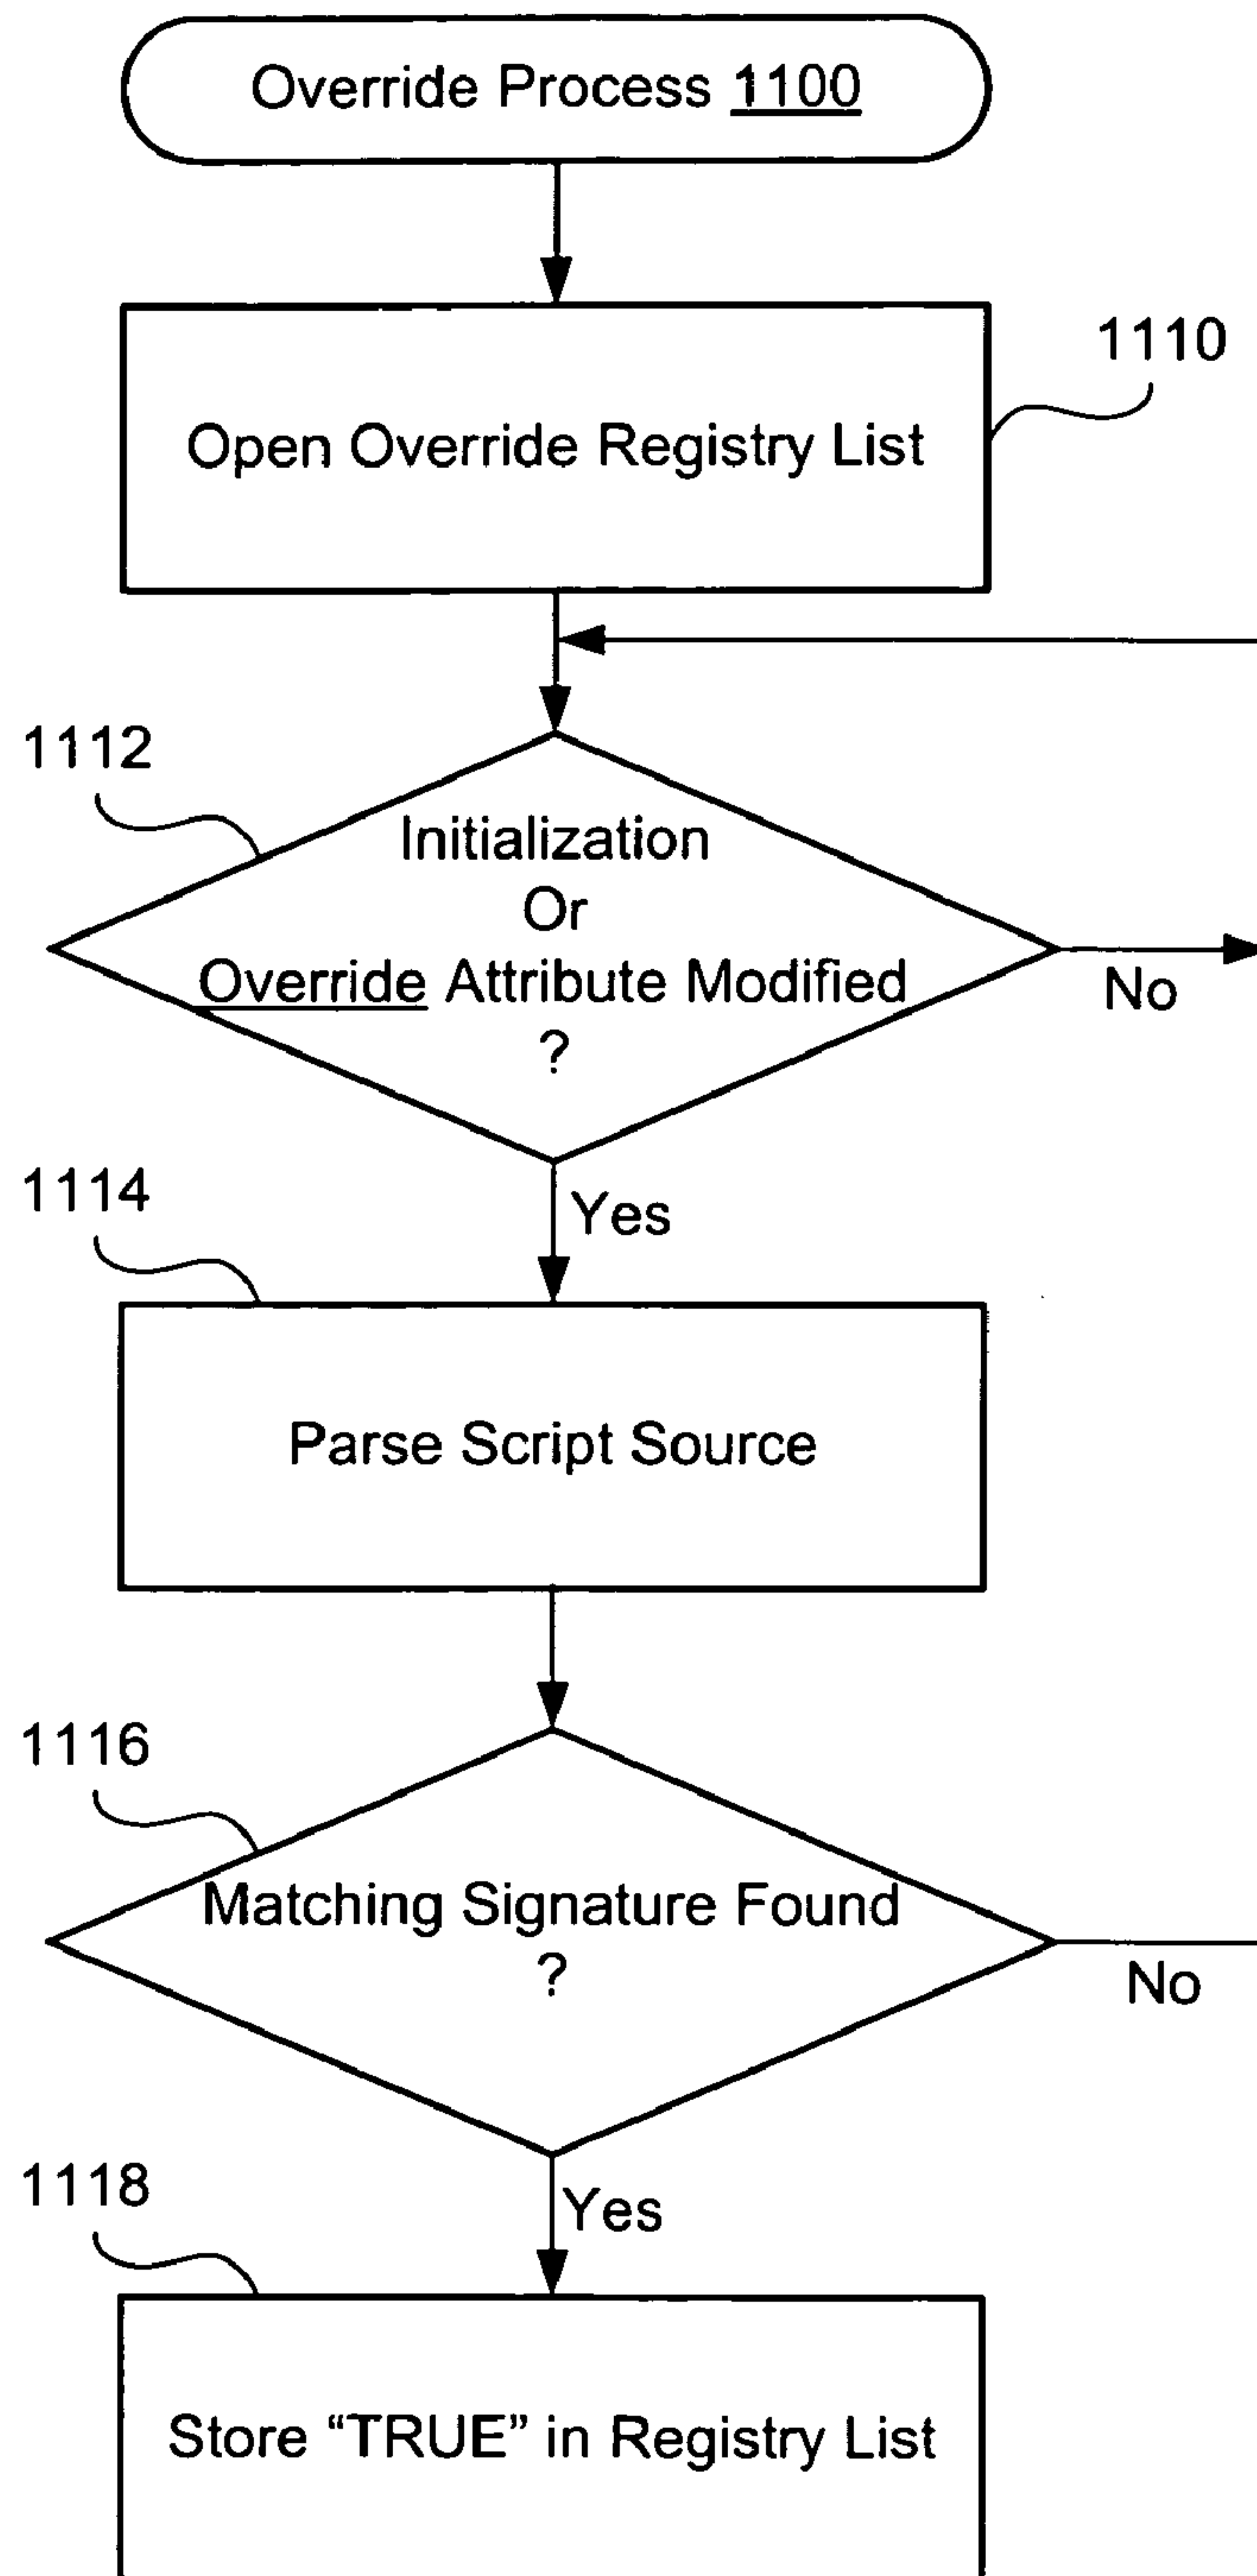 Override Process 1100
1110
Open Override Registry List
1112
Initialization
Or
Override Attribute Modified
?
No
1114
Yes
Parse Script Source
1116
Matching Signature Found
?
No
1118
Yes
Store “TRUE” in Registry List